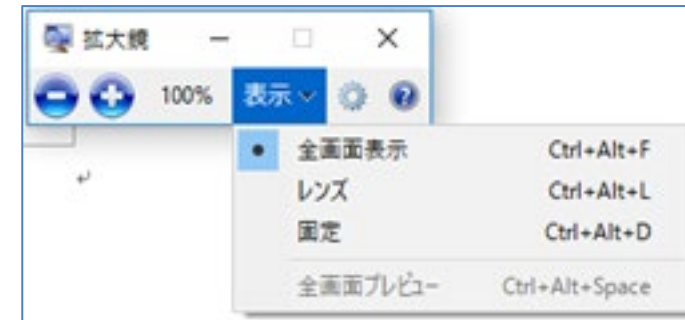 拡大鏡
100% 表示
全画面表示 Ctrl+Alt+F
レンズ Ctrl+Alt+L
固定 Ctrl+Alt+D
全画面プレビュー Ctrl+Alt+Space